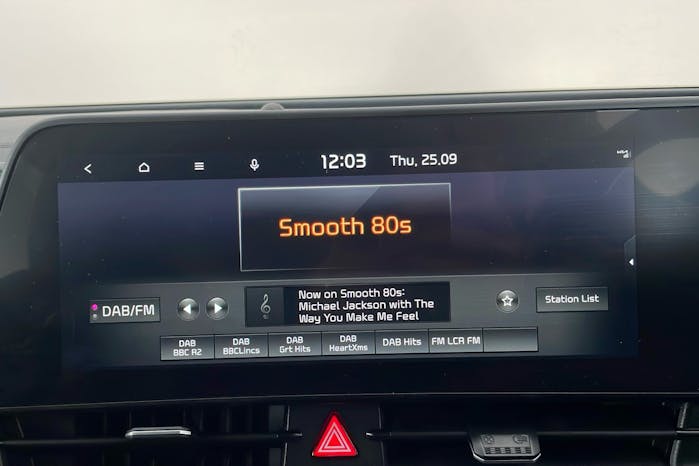 12:03 Thu, 25.09
Smooth 80s
DAB/FM
Now on Smooth 80s:
Michael Jackson with The
Way You Make Me Feel
Station List
DAB
BBC R2
DAB
BBCLincs
DAB
Grt Hits
DAB
HeartXms
DAB Hits
FM LCR FM